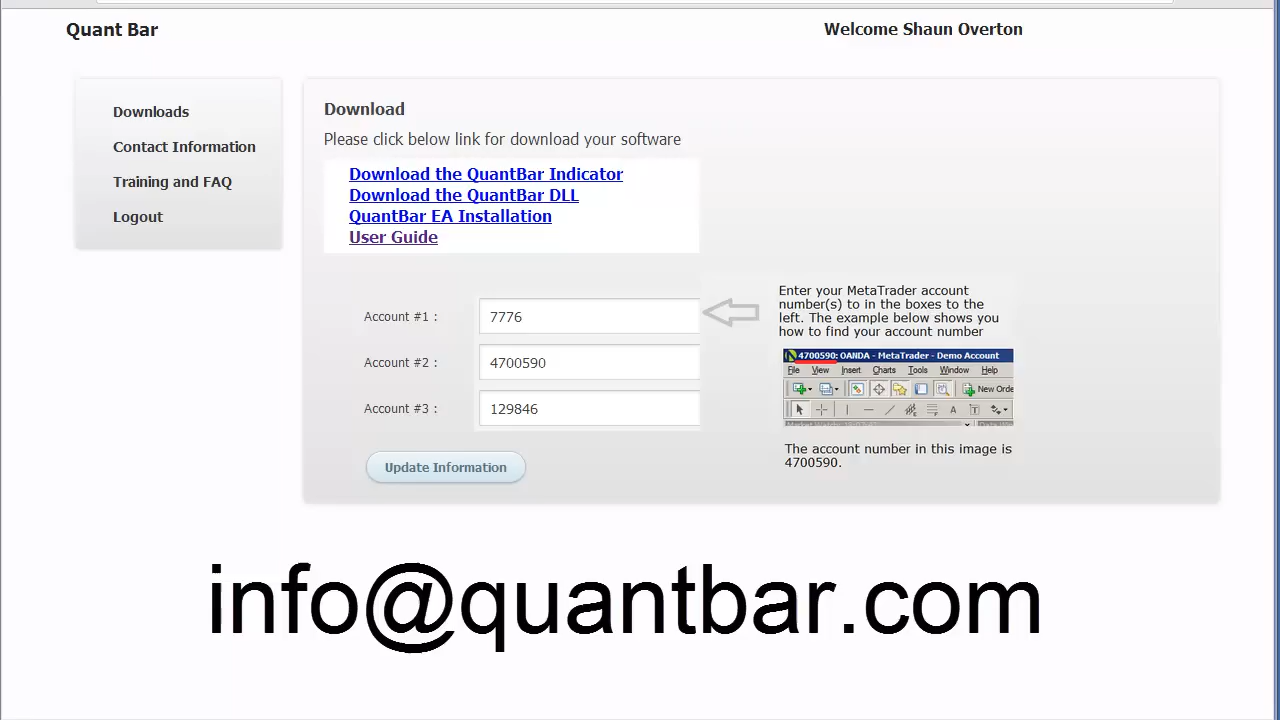 Quant Bar
Welcome Shaun Overton
Downloads
Contact Information
Training and FAQ
Logout
Download
Please click below link for download your software
Download the QuantBar Indicator
Download the QuantBar DLL
QuantBar EA Installation
User Guide
Account #1 :
7776
Account #2 :
4700590
Account #3 :
129846
Update Information
Enter your MetaTrader account
number(s) to in the boxes to the
left. The example below shows you
how to find your account number
4700590: OANDA - MetaTrader - Demo Account
File View Insert Charts Tools Window Help
New Orde
The account number in this image is
4700590.
info@quantbar.com